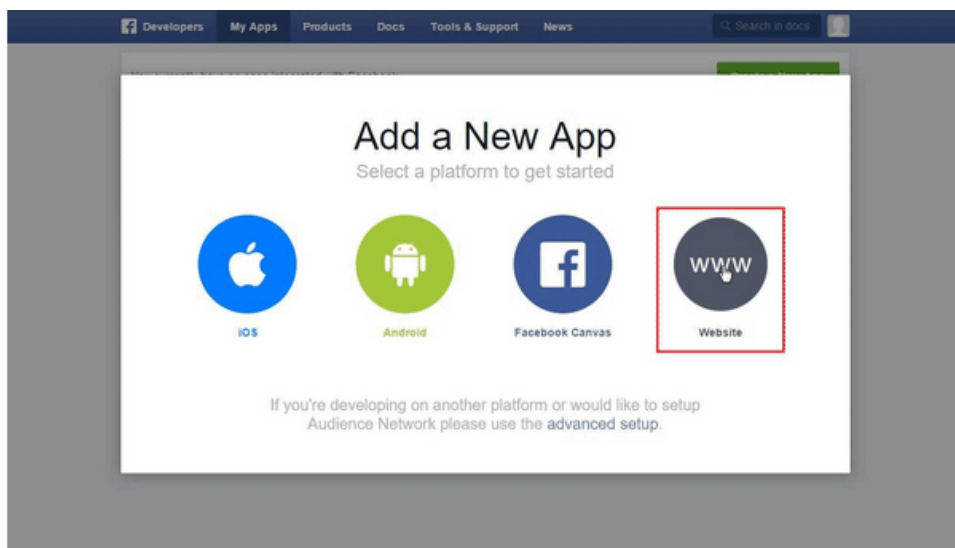 Developers My Apps Products Docs Tools & Support News Search in docs
Add a New App
Select a platform to get started
www
iOS Android Facebook Canvas Website
If you're developing on another platform or would like to setup
Audience Network please use the advanced setup.